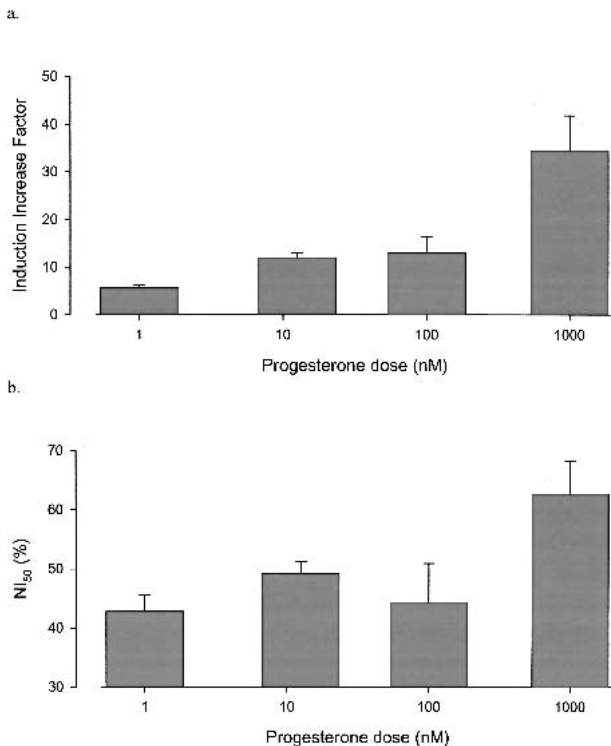 a.
50
40
30
20
10
0
Induction Increase Factor
1 10 100 1000
Progesterone dose (nM)
b.
70
60
50
40
30
NI50 (%)
1 10 100 1000
Progesterone dose (nM)